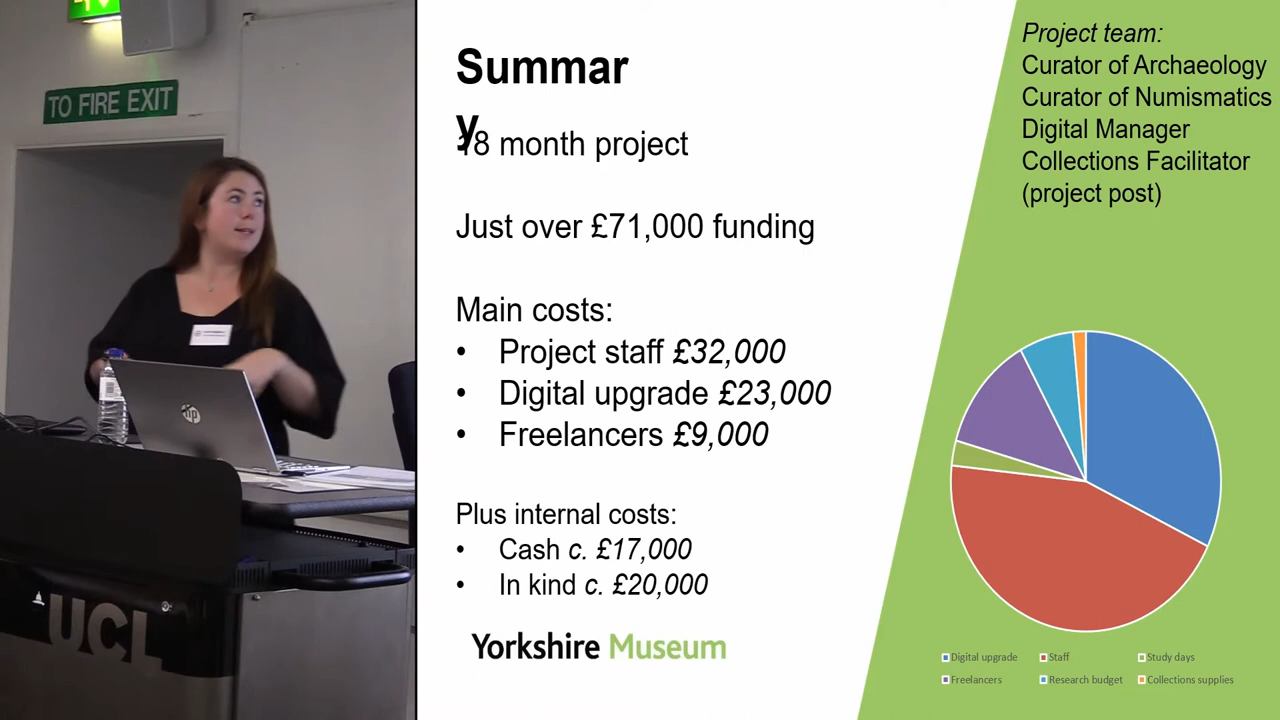 TO FIRE EXIT
hp
UCL
Summar
y
18 month project
Just over £71,000 funding
Main costs:
• Project staff £32,000
• Digital upgrade £23,000
• Freelancers £9,000
Plus internal costs:
• Cash c. £17,000
• In kind c. £20,000
Yorkshire Museum
Project team:
Curator of Archaeology
Curator of Numismatics
Digital Manager
Collections Facilitator
(project post)
Digital upgrade Staff Study days
Freelancers Research budget Collections supplies